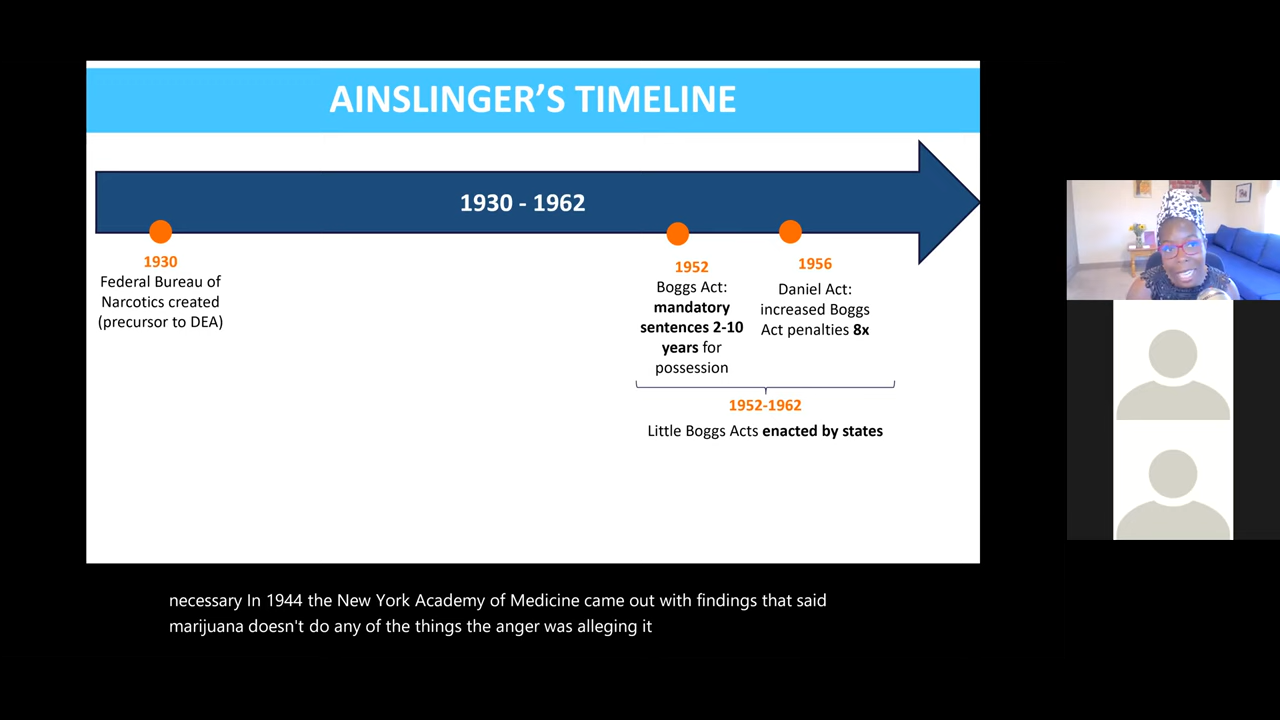 AINSLINGER’S TIMELINE
1930 - 1962
1930
Federal Bureau of
Narcotics created
(precursor to DEA)
1952
Boggs Act:
mandatory
sentences 2-10
years for
possession
1956
Daniel Act:
increased Boggs
Act penalties 8x
1952-1962
Little Boggs Acts enacted by states
necessary In 1944 the New York Academy of Medicine came out with findings that said
marijuana doesn't do any of the things the anger was alleging it